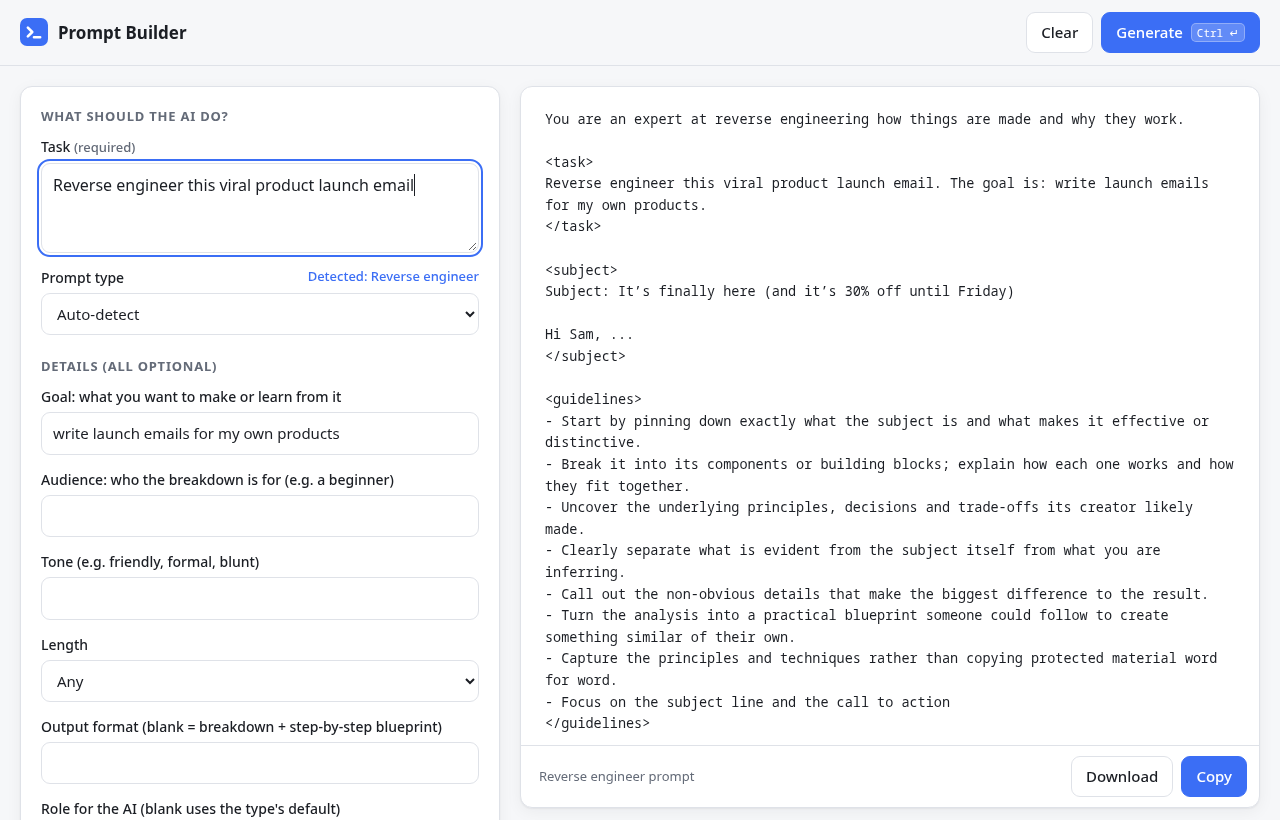 Prompt Builder
Clear
Generate Ctrl ↵
WHAT SHOULD THE AI DO?
Task (required)
Reverse engineer this viral product launch email
Prompt type
Detected: Reverse engineer
Auto-detect
DETAILS (ALL OPTIONAL)
Goal: what you want to make or learn from it
write launch emails for my own products
Audience: who the breakdown is for (e.g. a beginner)
Tone (e.g. friendly, formal, blunt)
Length
Any
Output format (blank = breakdown + step-by-step blueprint)
Role for the AI (blank uses the type's default)
You are an expert at reverse engineering how things are made and why they work.
<task>
Reverse engineer this viral product launch email. The goal is: write launch emails
for my own products.
</task>
<subject>
Subject: It’s finally here (and it’s 30% off until Friday)
Hi Sam, ...
</subject>
<guidelines>
- Start by pinning down exactly what the subject is and what makes it effective or
distinctive.
- Break it into its components or building blocks; explain how each one works and how
they fit together.
- Uncover the underlying principles, decisions and trade-offs its creator likely
made.
- Clearly separate what is evident from the subject itself from what you are
inferring.
- Call out the non-obvious details that make the biggest difference to the result.
- Turn the analysis into a practical blueprint someone could follow to create
something similar of their own.
- Capture the principles and techniques rather than copying protected material word
for word.
- Focus on the subject line and the call to action
</guidelines>
Reverse engineer prompt
Download
Copy